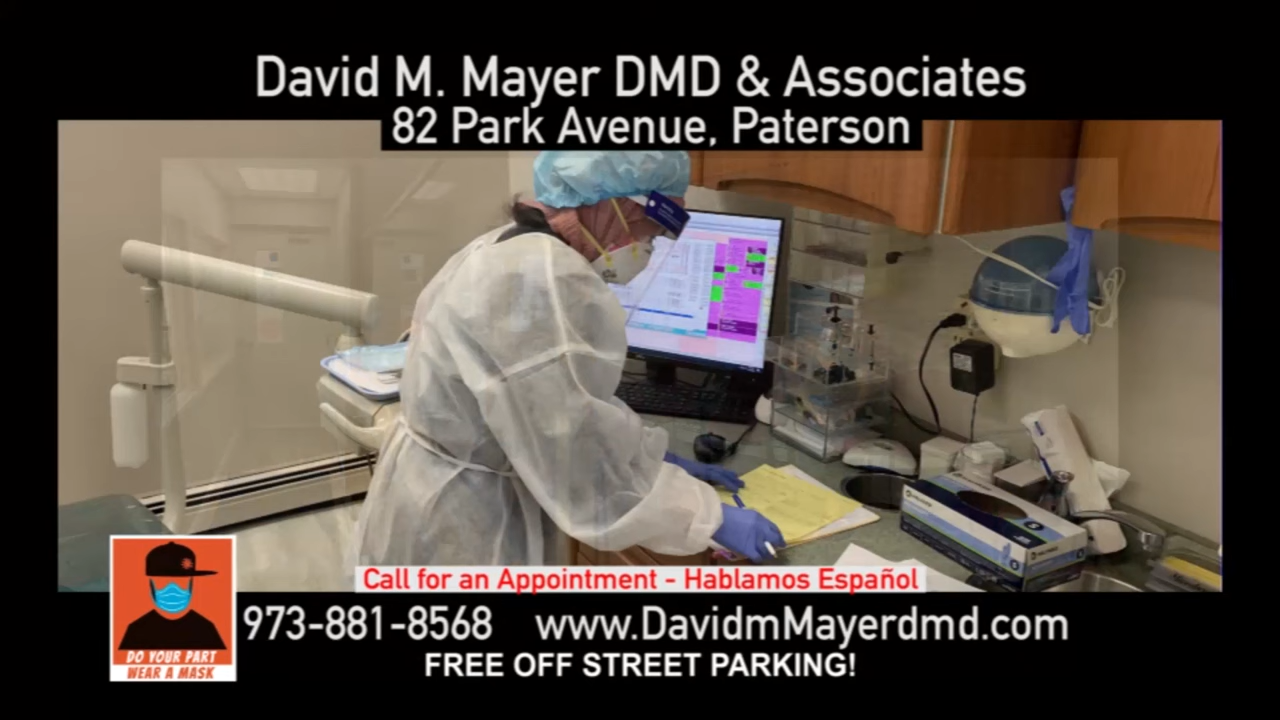 David M. Mayer DMD & Associates
82 Park Avenue, Paterson
Call for an Appointment - Hablamos Español
973-881-8568 www.DavidmMayerdmd.com
DO YOUR PART
WEAR A MASK
FREE OFF STREET PARKING!